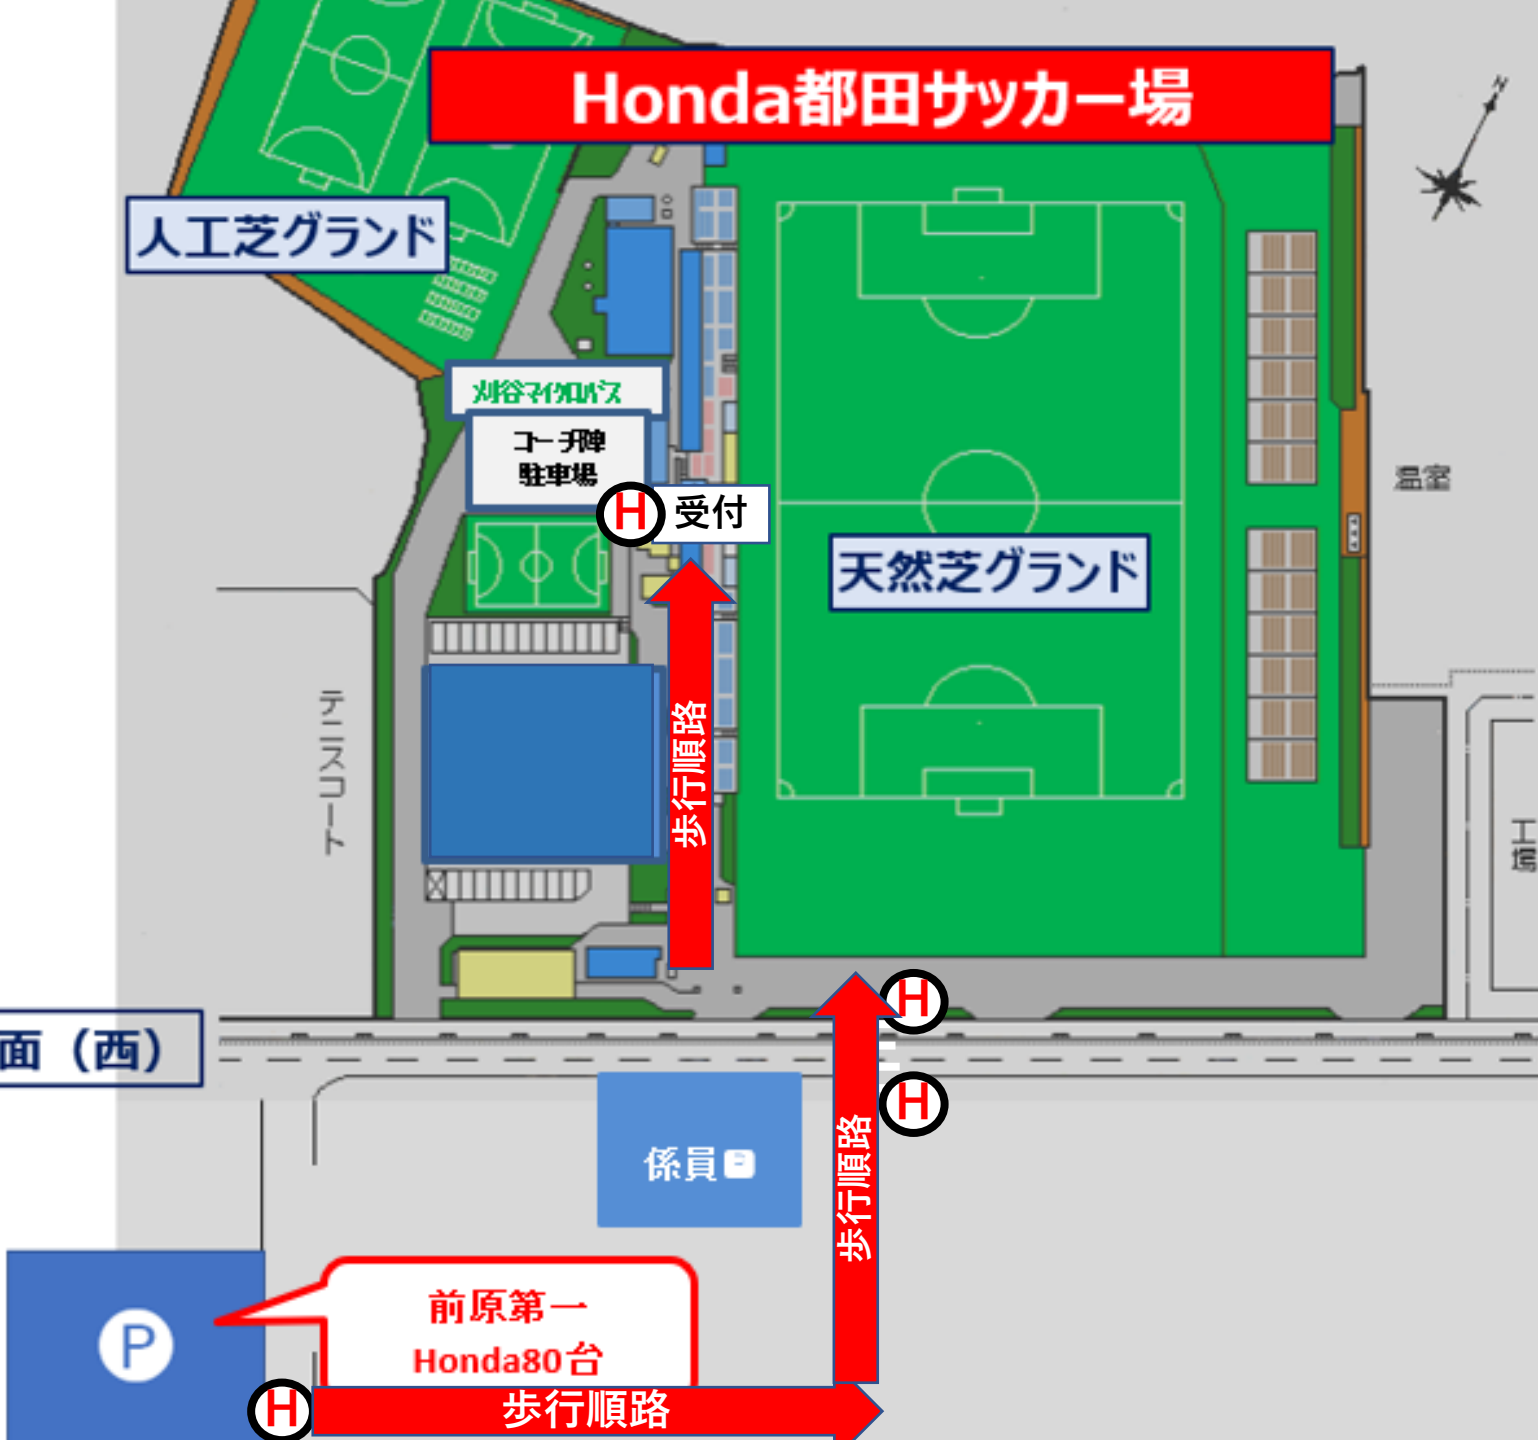 Honda都田サッカー場
N
人工芝グランド
刈谷マイクロバス
コーチ陣
駐車場
H 受付
天然芝グランド
温室
テニスコート
歩行順路
工場
H
面（西）
H
係員P
歩行順路
前原第一
Honda80台
P
H 歩行順路